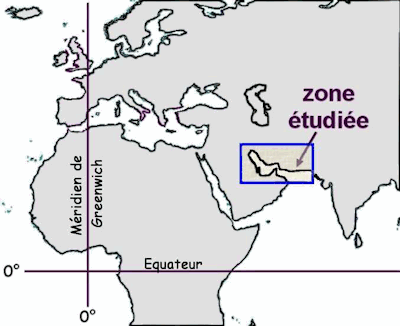 zone
étudiée
Méridien de
Greenwich
Equateur
0°
0°